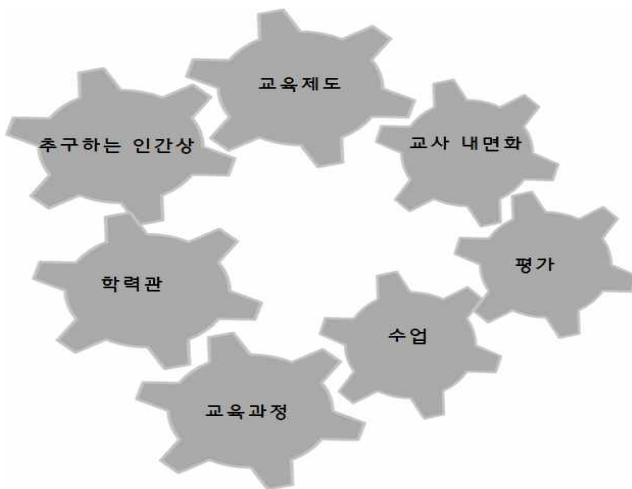 교육제도
추구하는 인간상
교사 내면화
평가
학력관
수업
교육과정